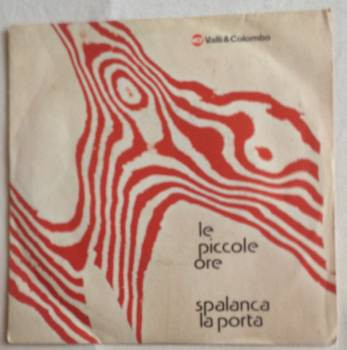 Valli & Colombo
le
piccole
ore
spalanca
la porta